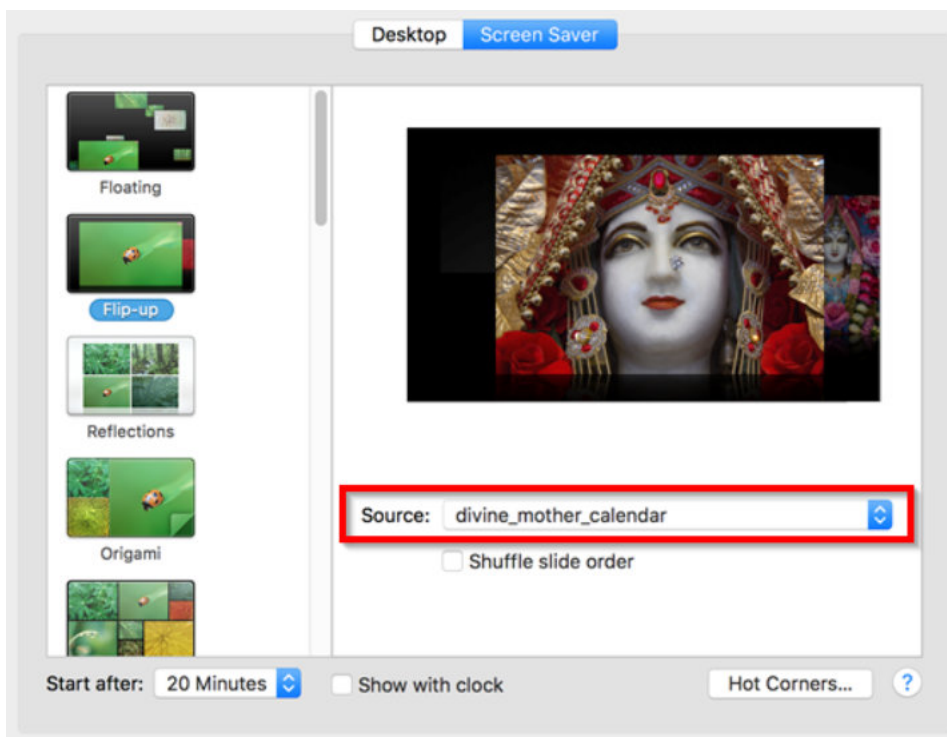 Desktop Screen Saver
Floating
Flip-up
Reflections
Origami
Source: divine_mother_calendar
Shuffle slide order
Start after: 20 Minutes Show with clock Hot Corners... ?